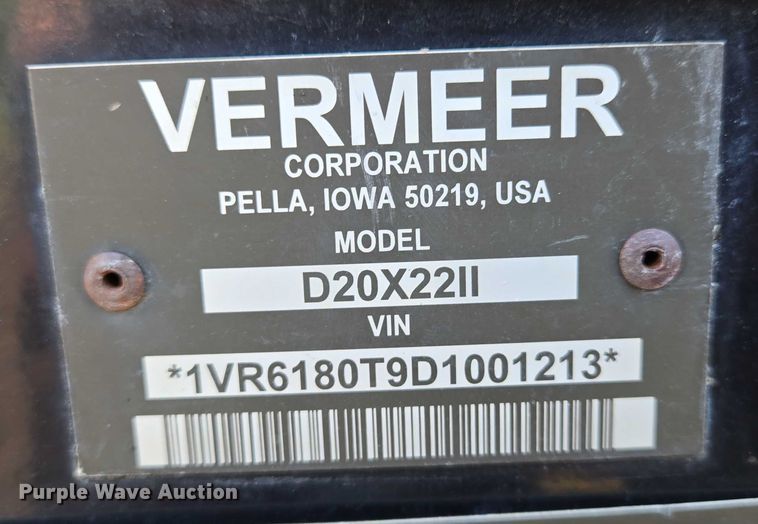 VERMEER
CORPORATION
PELLA, IOWA 50219, USA
MODEL
D20X22II
VIN
*1VR6180T9D1001213*
Purple Wave Auction